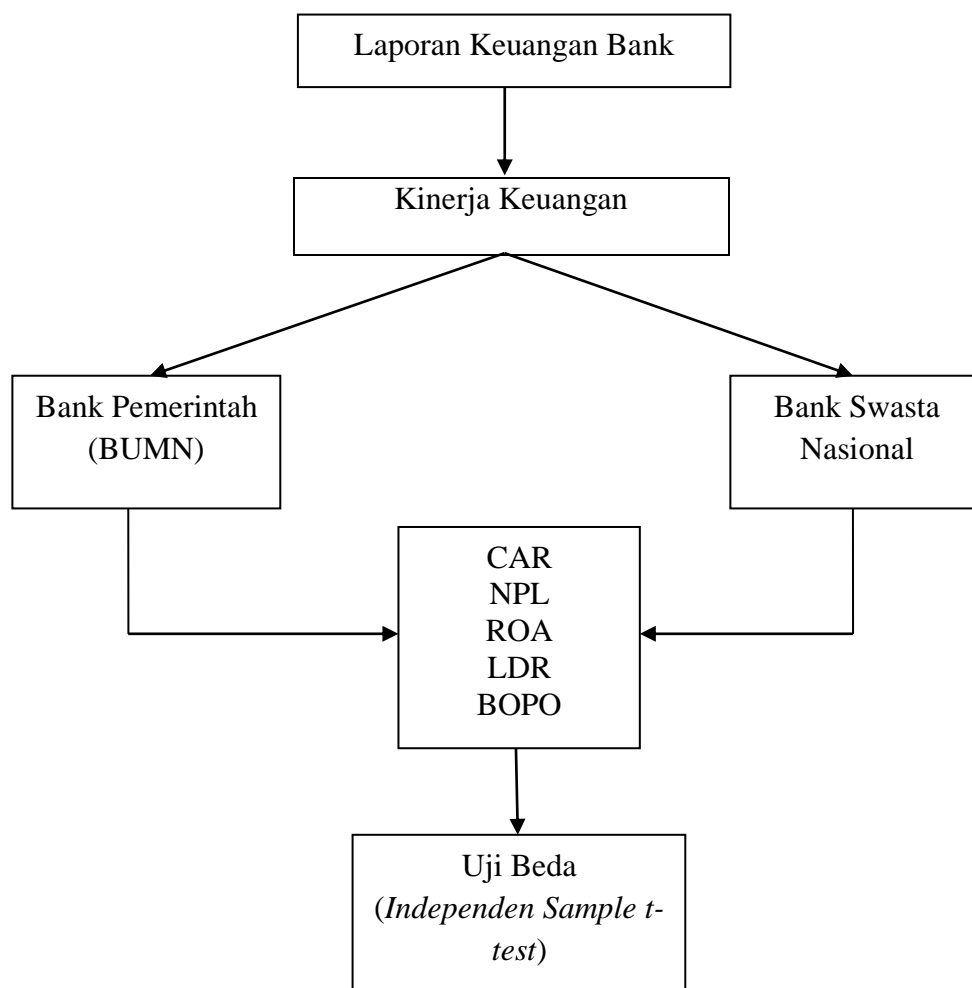 Laporan Keuangan Bank
Kinerja Keuangan
Bank Pemerintah
(BUMN)
Bank Swasta
Nasional
CAR
NPL
ROA
LDR
BOPO
Uji Beda
(Independen Sample t-
test)